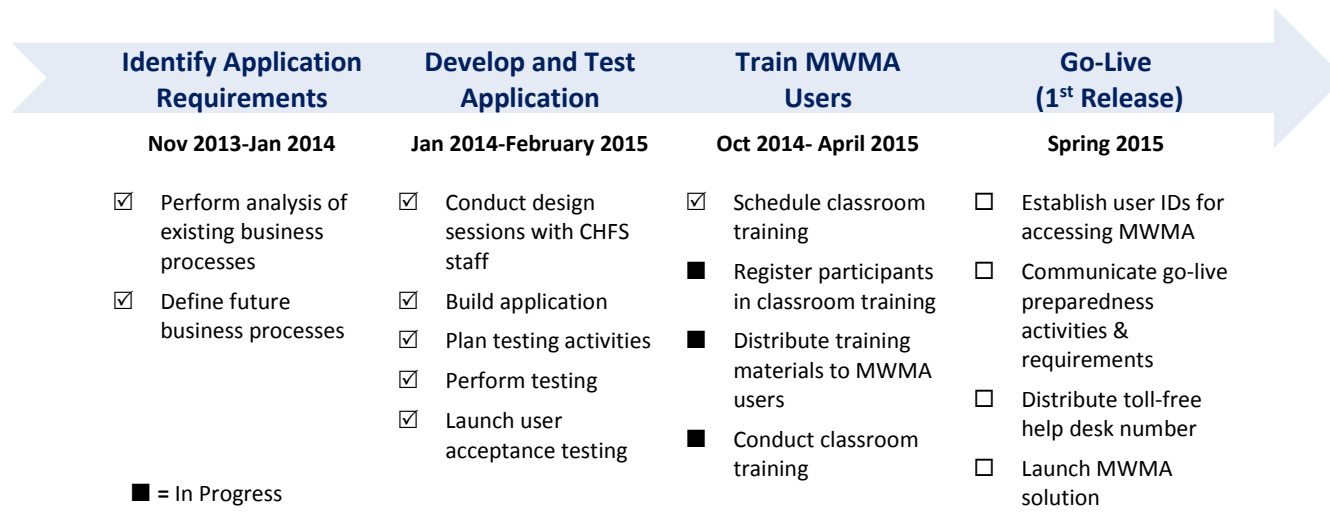 Identify Application
Requirements
Nov 2013-Jan 2014
☑ Perform analysis of
existing business
processes
☑ Define future
business processes
Develop and Test
Application
Jan 2014-February 2015
☑ Conduct design
sessions with CHFS
staff
☑ Build application
☑ Plan testing activities
☑ Perform testing
☑ Launch user
acceptance testing
Train MWMA
Users
Oct 2014- April 2015
☑ Schedule classroom
training
■ Register participants
in classroom training
■ Distribute training
materials to MWMA
users
■ Conduct classroom
training
Go-Live
(1st Release)
Spring 2015
☐ Establish user IDs for
accessing MWMA
☐ Communicate go-live
preparedness
activities &
requirements
☐ Distribute toll-free
help desk number
☐ Launch MWMA
solution
■ = In Progress